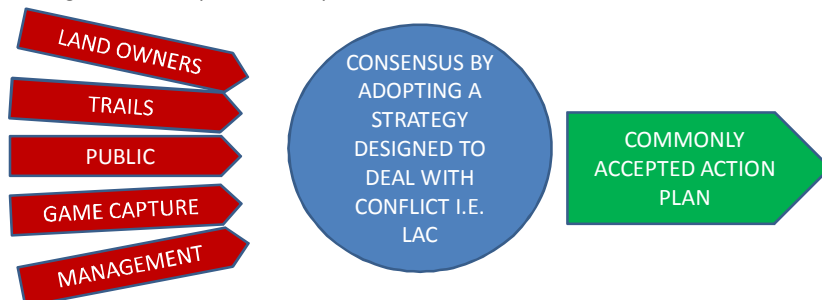 LAND OWNERS
TRAILS
PUBLIC
GAME CAPTURE
MANAGEMENT
CONSENSUS BY
ADOPTING A
STRATEGY
DESIGNED TO
DEAL WITH
CONFLICT I.E.
LAC
COMMONLY
ACCEPTED ACTION
PLAN